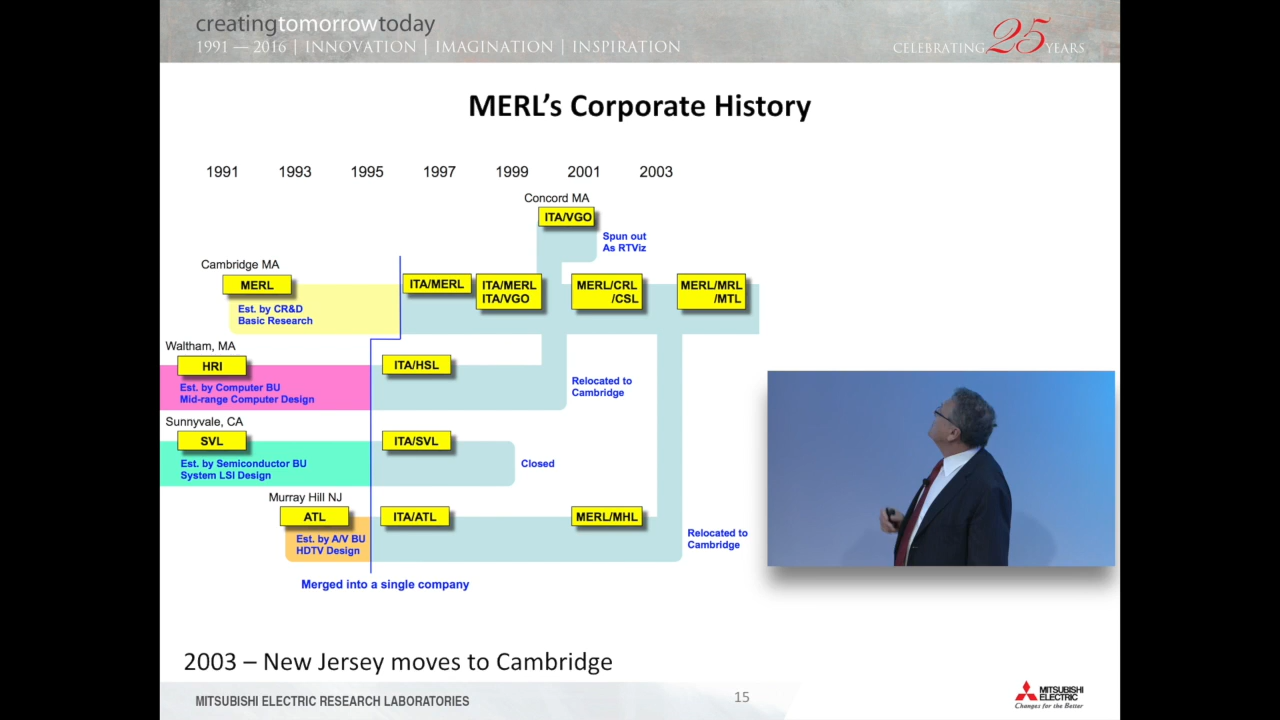 creatingtomorrowtoday
1991 — 2016 | INNOVATION | IMAGINATION | INSPIRATION
CELEBRATING 25 YEARS
MERL's Corporate History
1991 1993 1995 1997 1999 2001 2003
Concord MA
ITA/VGO
Spun out
As RTViz
Cambridge MA
MERL
Est. by CR&D
Basic Research
ITA/MERL
ITA/MERL
ITA/VGO
MERL/CRL
/CSL
MERL/MRL
/MTL
Waltham, MA
HRI
Est. by Computer BU
Mid-range Computer Design
ITA/HSL
Relocated to
Cambridge
Sunnyvale, CA
SVL
Est. by Semiconductor BU
System LSI Design
ITA/SVL
Closed
Murray Hill NJ
ATL
Est. by A/V BU
HDTV Design
ITA/ATL
MERL/MHL
Relocated to
Cambridge
Merged into a single company
2003 – New Jersey moves to Cambridge
MITSUBISHI ELECTRIC RESEARCH LABORATORIES
15
MITSUBISHI
ELECTRIC
Changes for the Better